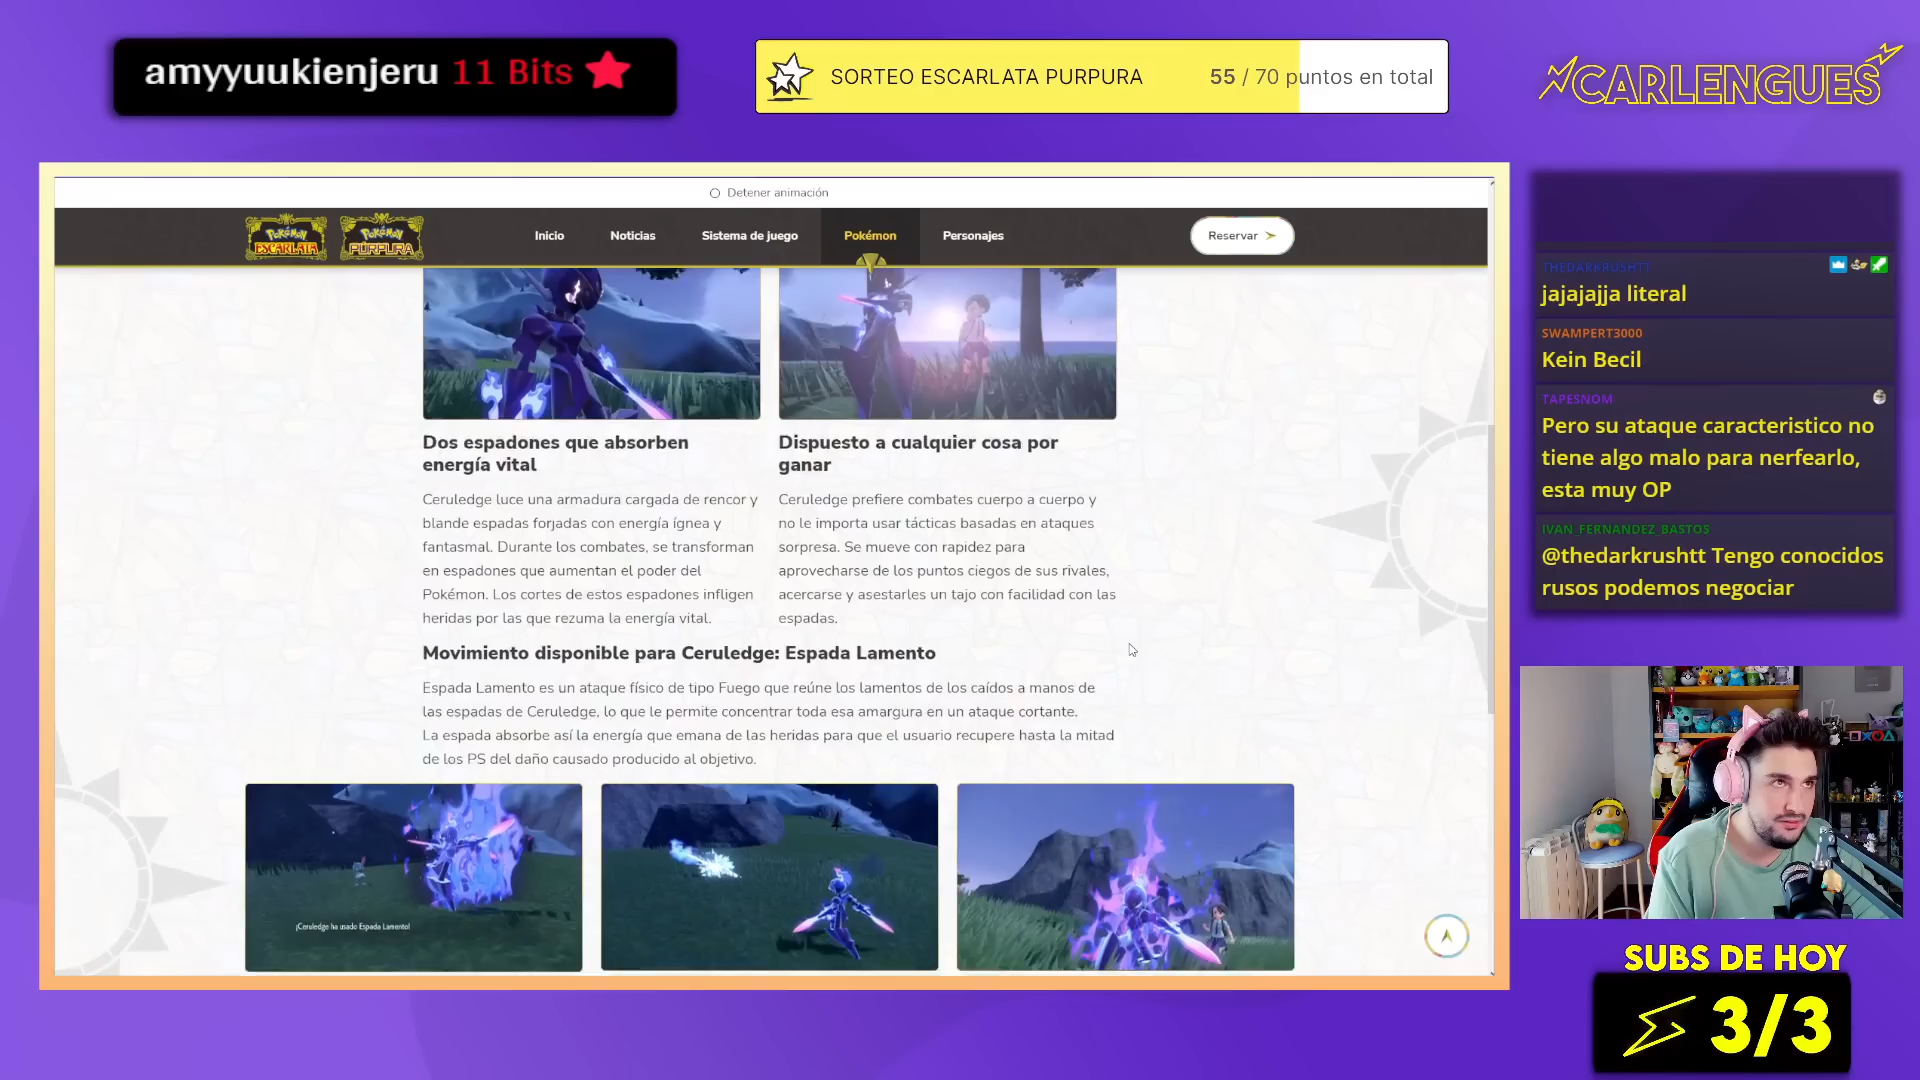 amyyuukienjeru 11 Bits
SORTEO ESCARLATA PURPURA
55 / 70 puntos en total
CARLENGUES
Detener animación
Pokémon
ESCARLATA
Pokémon
PÚRPURA
Inicio
Noticias
Sistema de juego
Pokémon
Personajes
Reservar
Dos espadones que absorben
energía vital
Ceruledge luce una armadura cargada de rencor y
blande espadas forjadas con energía ígnea y
fantasmal. Durante los combates, se transforman
en espadones que aumentan el poder del
Pokémon. Los cortes de estos espadones infligen
heridas por las que rezuma la energía vital.
Dispuesto a cualquier cosa por
ganar
Ceruledge prefiere combates cuerpo a cuerpo y
no le importa usar tácticas basadas en ataques
sorpresa. Se mueve con rapidez para
aprovecharse de los puntos ciegos de sus rivales,
acercarse y asestarles un tajo con facilidad con las
espadas.
Movimiento disponible para Ceruledge: Espada Lamento
Espada Lamento es un ataque físico de tipo Fuego que reúne los lamentos de los caídos a manos de
las espadas de Ceruledge, lo que le permite concentrar toda esa amargura en un ataque cortante.
La espada absorbe así la energía que emana de las heridas para que el usuario recupere hasta la mitad
de los PS del daño causado producido al objetivo.
¡Ceruledge ha usado Espada Lamento!
THEDARKRUSHTT
jajajajja literal
SWAMPERT3000
Kein Becil
TAPESNOM
Pero su ataque caracteristico no
tiene algo malo para nerfearlo,
esta muy OP
IVAN_FERNANDEZ_BASTOS
@thedarkrushtt Tengo conocidos
rusos podemos negociar
SUBS DE HOY
3/3